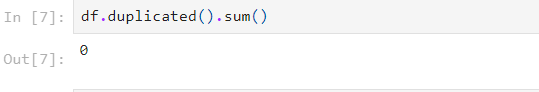 In [7]: df.duplicated().sum()
Out[7]: 0